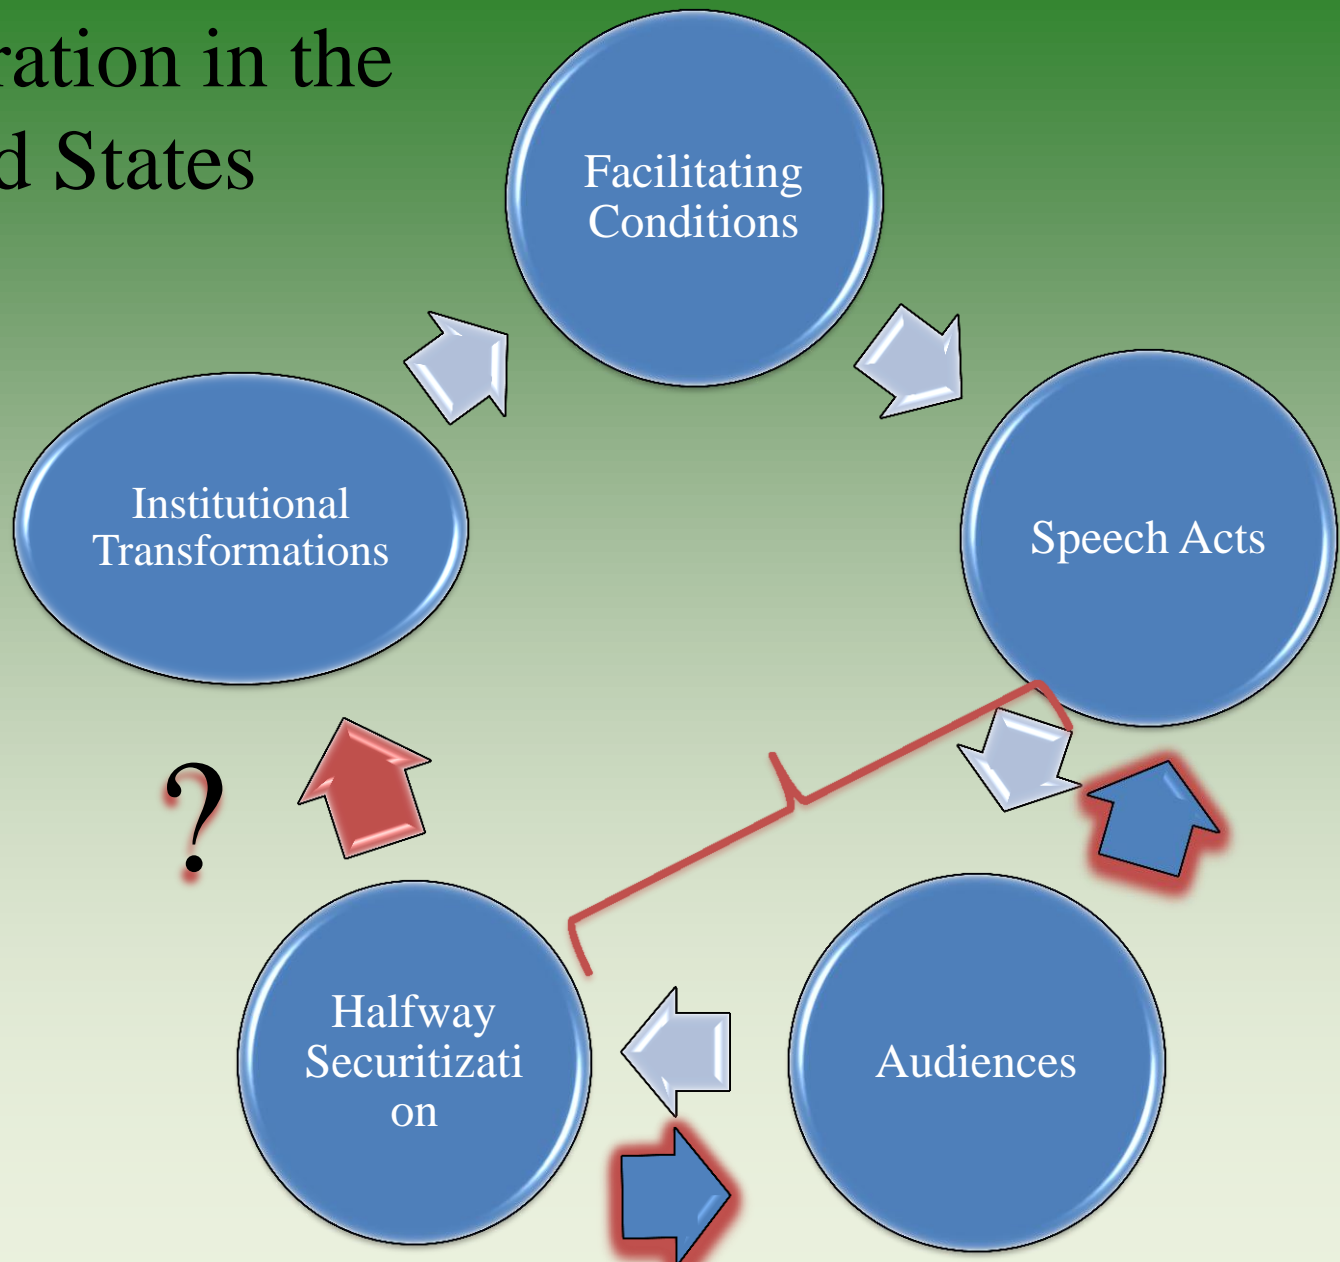 ration in the
d States
Facilitating
Conditions
Institutional
Transformations
Speech Acts
?
Halfway
Securitizati
on
Audiences